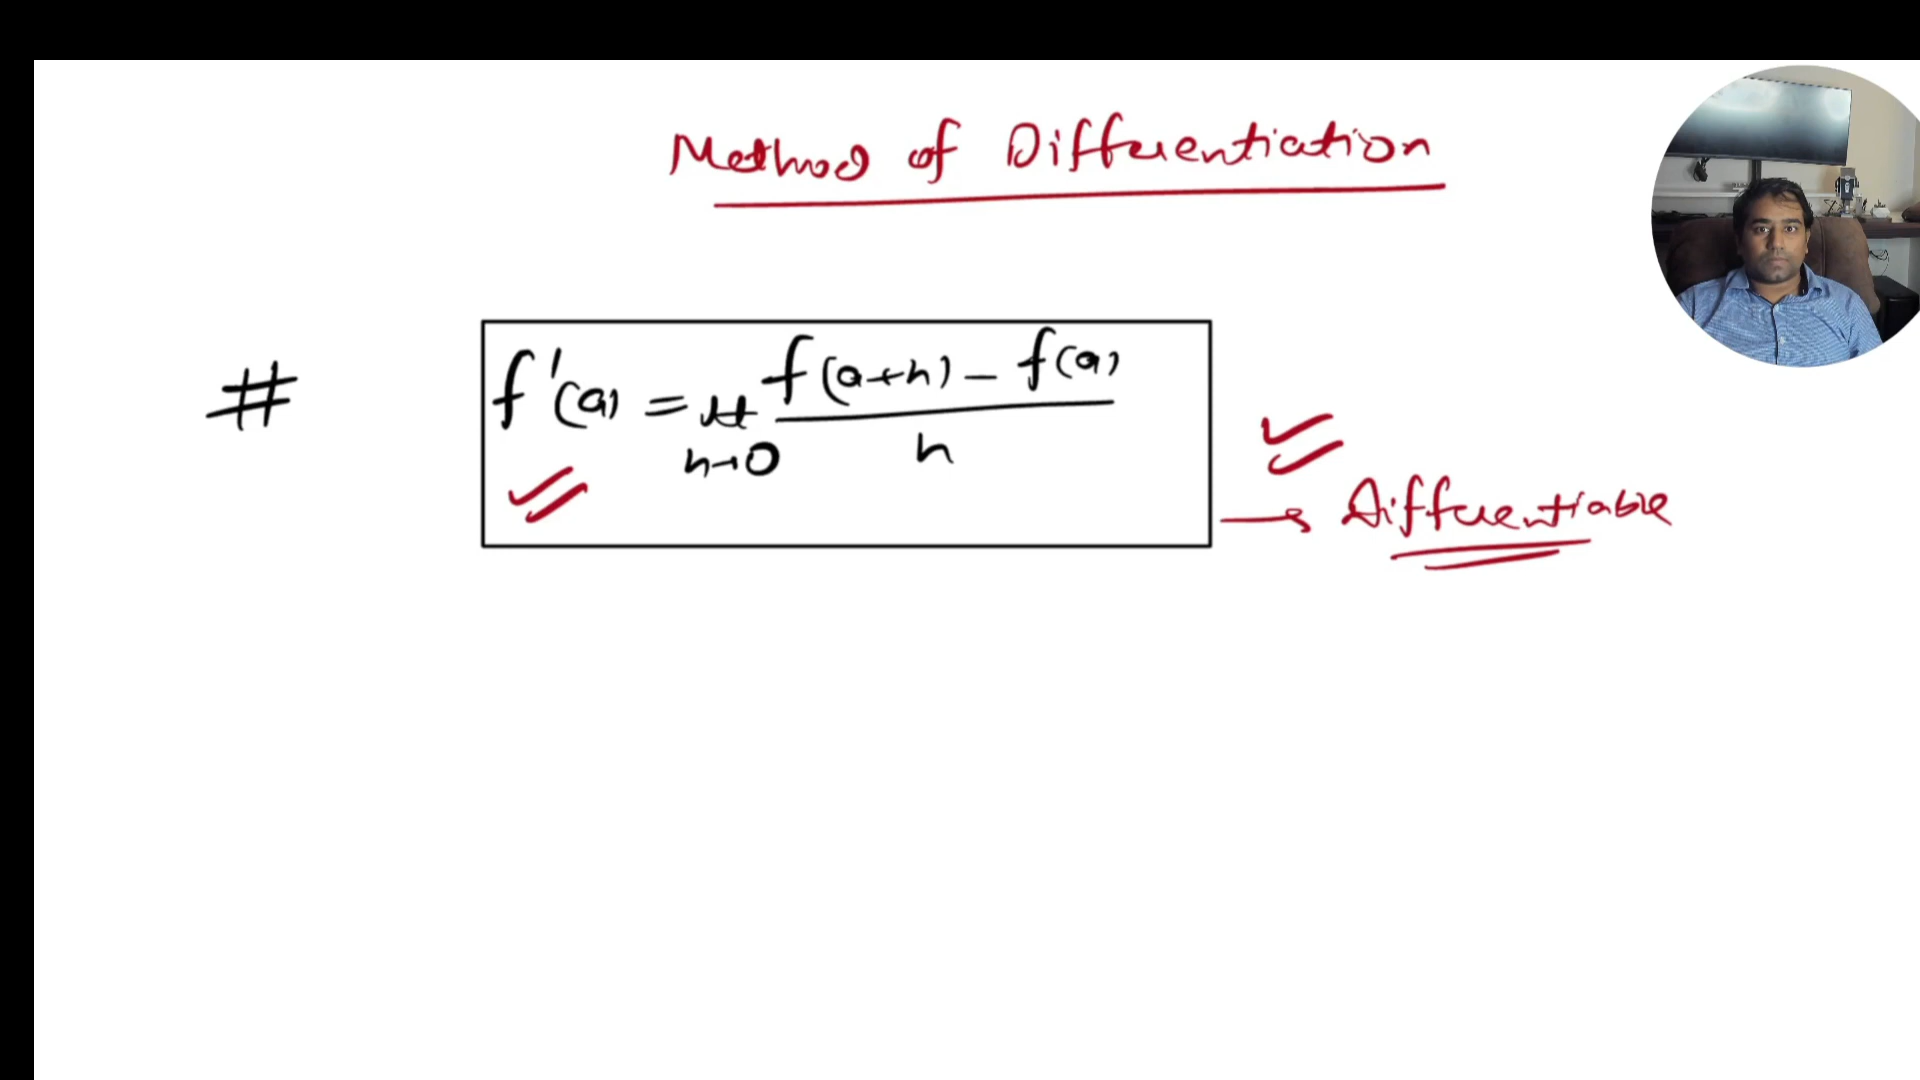 Method of Differentiation
# f'(a) = lt h→0 f(a+h) - f(a) / h
→ Differentiable